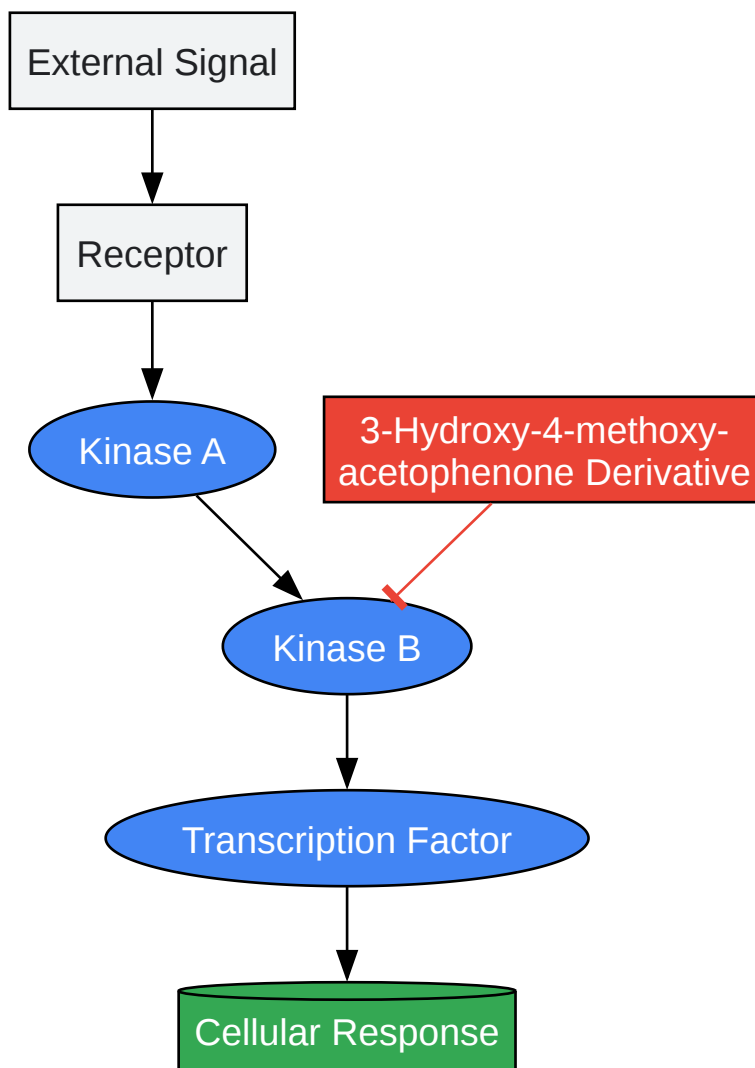 External Signal
Receptor
Kinase A
3-Hydroxy-4-methoxy-
acetophenone Derivative
Kinase B
Transcription Factor
Cellular Response